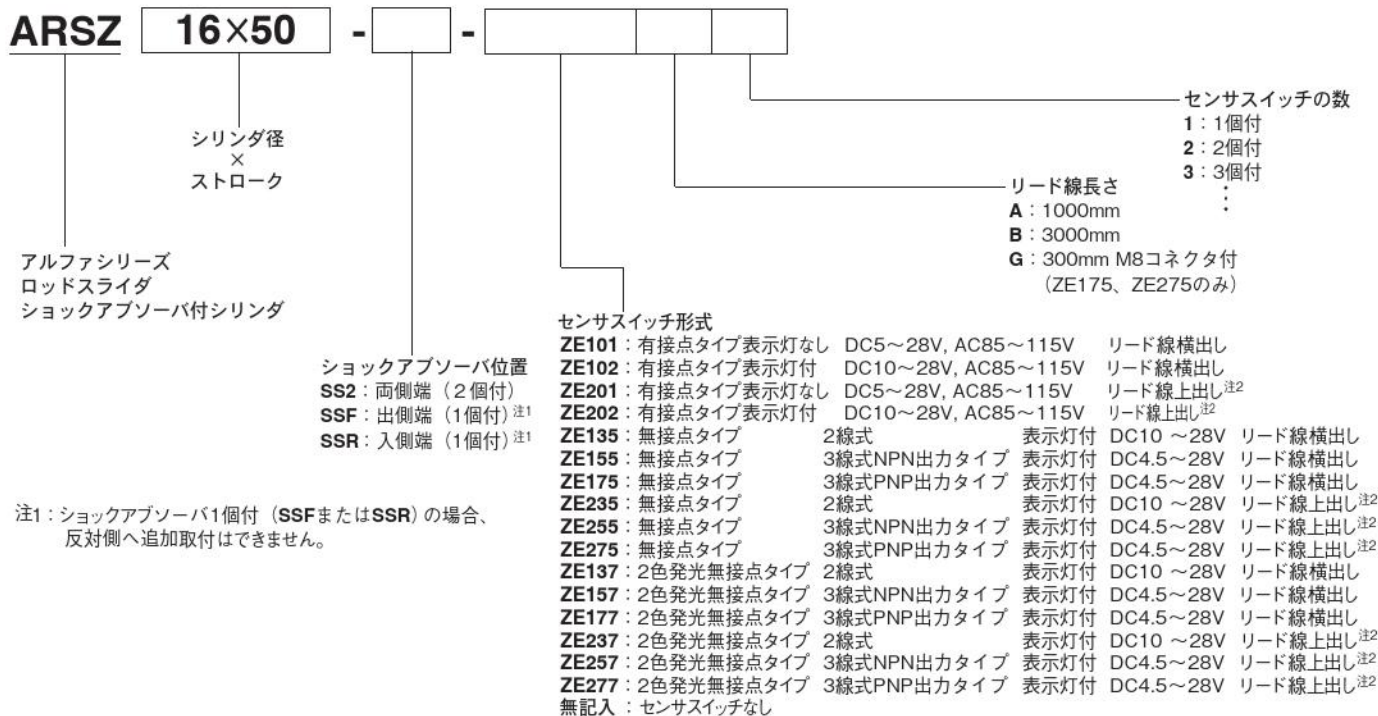 ARSZ 16×50 - -
センサスイッチの数
1：1個付
2：2個付
3：3個付
⋮
シリンダ径
×
ストローク
リード線長さ
A：1000mm
B：3000mm
G：300mm M8コネクタ付
（ZE175、ZE275のみ）
アルファシリーズ
ロッドスライダ
ショックアブソーバ付シリンダ
ショックアブソーバ位置
SS2：両側端（２個付）
SSF：出側端（1個付）注1
SSR：入側端（1個付）注1
注1：ショックアブソーバ1個付（SSFまたはSSR）の場合、
反対側へ追加取付はできません。
センサスイッチ形式
ZE101：有接点タイプ表示灯なし DC5～28V, AC85～115V リード線横出し
ZE102：有接点タイプ表示灯付 DC10～28V, AC85～115V リード線横出し
ZE201：有接点タイプ表示灯なし DC5～28V, AC85～115V リード線上出し注2
ZE202：有接点タイプ表示灯付 DC10～28V, AC85～115V リード線上出し注2
ZE135：無接点タイプ 2線式 表示灯付 DC10 ～28V リード線横出し
ZE155：無接点タイプ 3線式NPN出力タイプ 表示灯付 DC4.5～28V リード線横出し
ZE175：無接点タイプ 3線式PNP出力タイプ 表示灯付 DC4.5～28V リード線横出し
ZE235：無接点タイプ 2線式 表示灯付 DC10 ～28V リード線上出し注2
ZE255：無接点タイプ 3線式NPN出力タイプ 表示灯付 DC4.5～28V リード線上出し注2
ZE275：無接点タイプ 3線式PNP出力タイプ 表示灯付 DC4.5～28V リード線上出し注2
ZE137：2色発光無接点タイプ 2線式 表示灯付 DC10 ～28V リード線横出し
ZE157：2色発光無接点タイプ 3線式NPN出力タイプ 表示灯付 DC4.5～28V リード線横出し
ZE177：2色発光無接点タイプ 3線式PNP出力タイプ 表示灯付 DC4.5～28V リード線横出し
ZE237：2色発光無接点タイプ 2線式 表示灯付 DC10 ～28V リード線上出し注2
ZE257：2色発光無接点タイプ 3線式NPN出力タイプ 表示灯付 DC4.5～28V リード線上出し注2
ZE277：2色発光無接点タイプ 3線式PNP出力タイプ 表示灯付 DC4.5～28V リード線上出し注2
無記入：センサスイッチなし